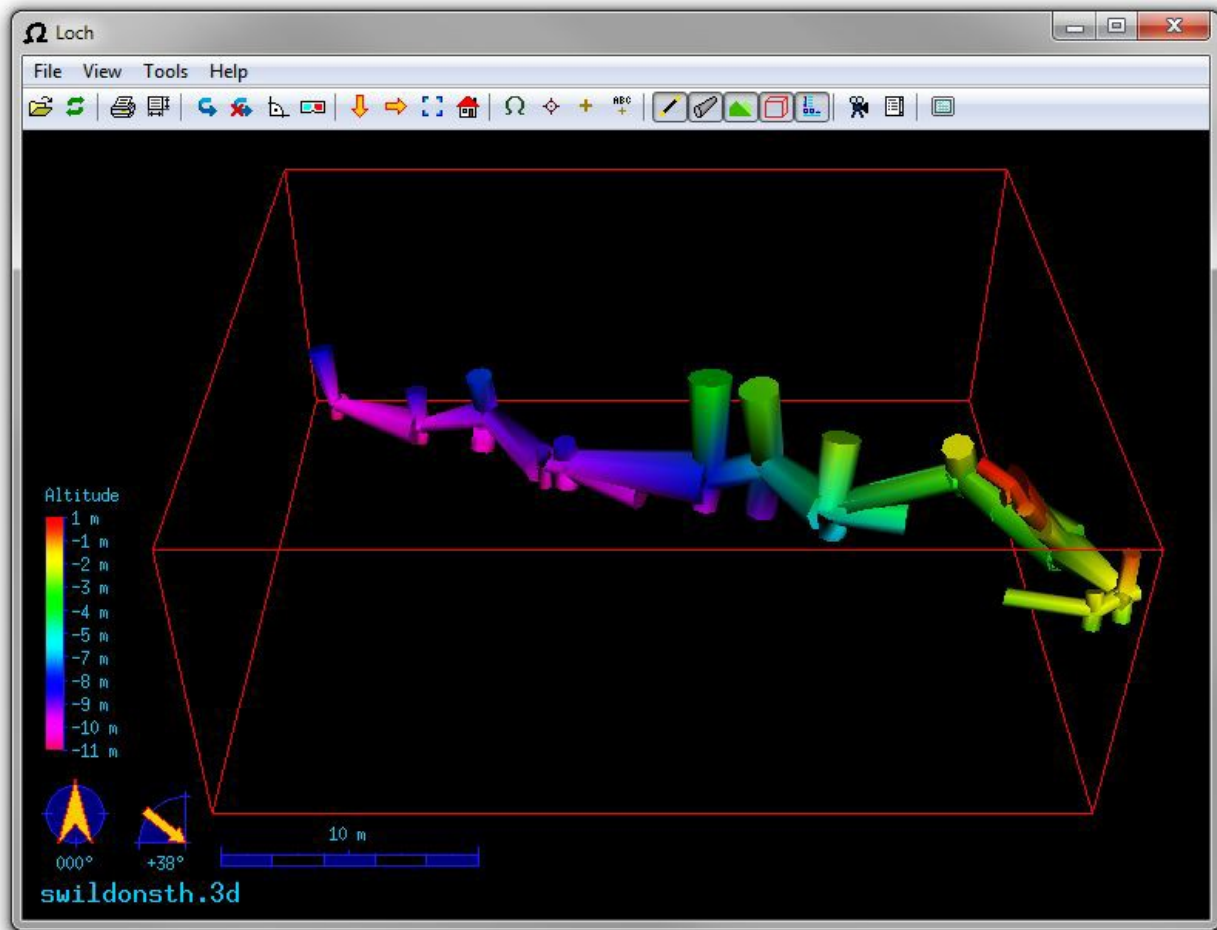 Ω Loch
File View Tools Help
ABC
Altitude
1 m
-1 m
-2 m
-3 m
-4 m
-5 m
-7 m
-8 m
-9 m
-10 m
-11 m
10 m
000°
+38°
swildonsth.3d